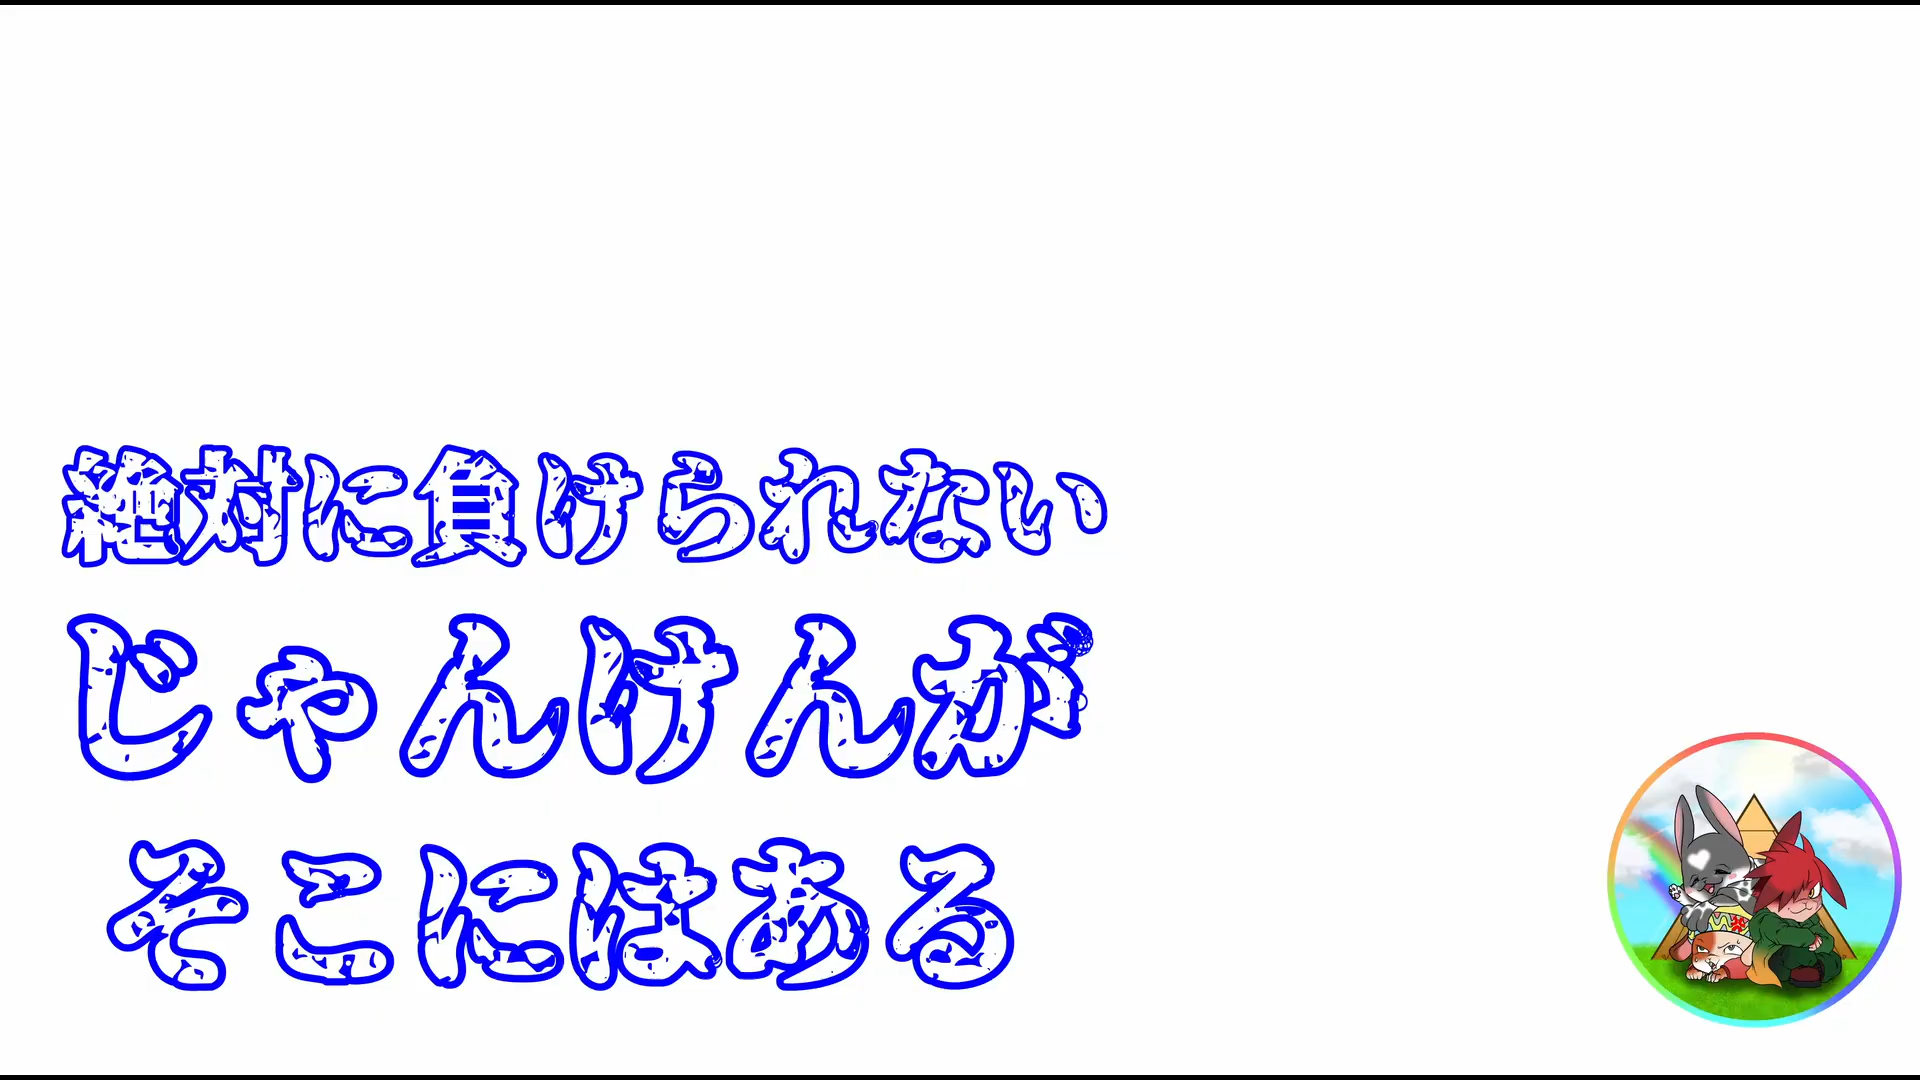 絶対に負けられない
じゃんけんが
そこにはある